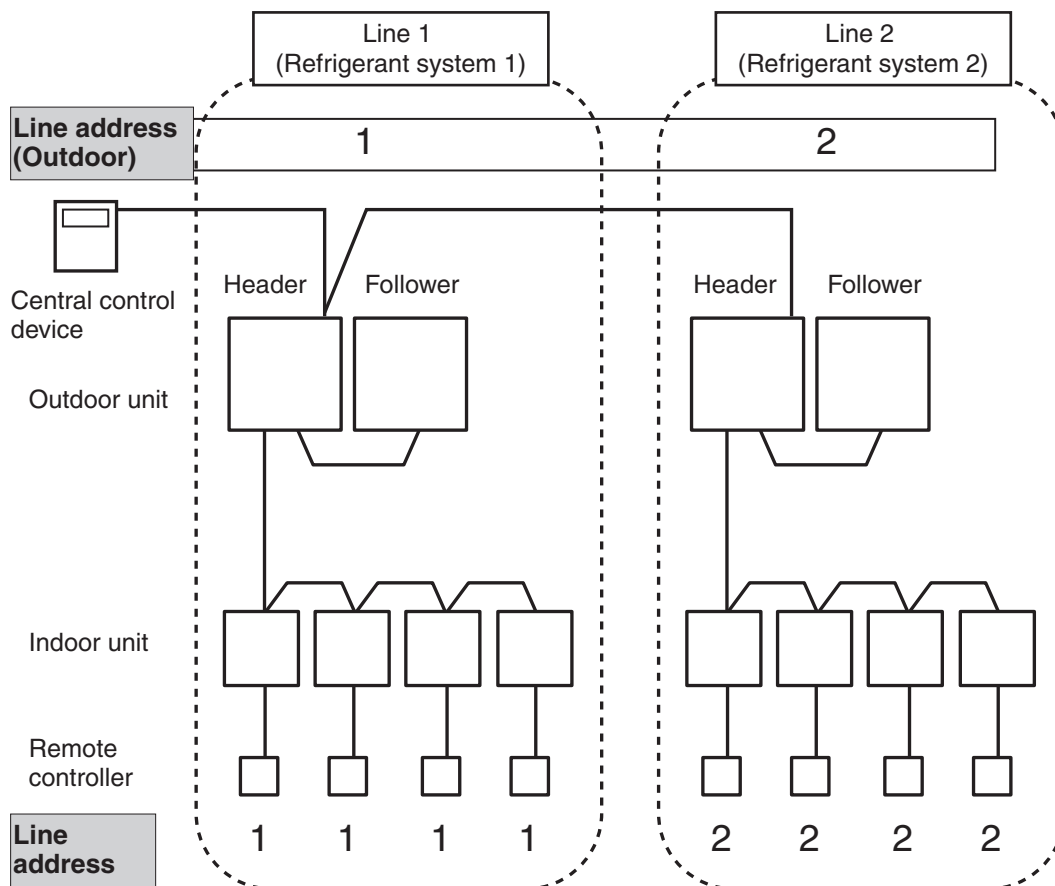 Line 1
(Refrigerant system 1)
Line 2
(Refrigerant system 2)
Line address
(Outdoor)
1
2
Central control
device
Header
Follower
Header
Follower
Outdoor unit
Indoor unit
Remote
controller
Line
address
1 1 1 1 2 2 2 2